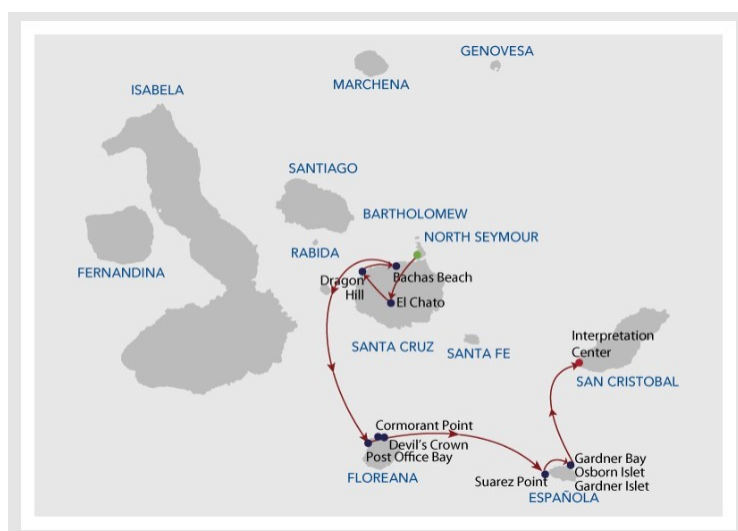 GENOVESA
MARCHENA
ISABELA
SANTIAGO
BARTHOLOMEW
NORTH SEYMOUR
RABIDA
FERNANDINA
Dragon
Hill
Bachas Beach
El Chato
SANTA CRUZ
SANTA FE
Interpretation
Center
SAN CRISTOBAL
Cormorant Point
Devil's Crown
Post Office Bay
FLOREANA
Suarez Point
Gardner Bay
Osborn Islet
Gardner Islet
ESPAÑOLA